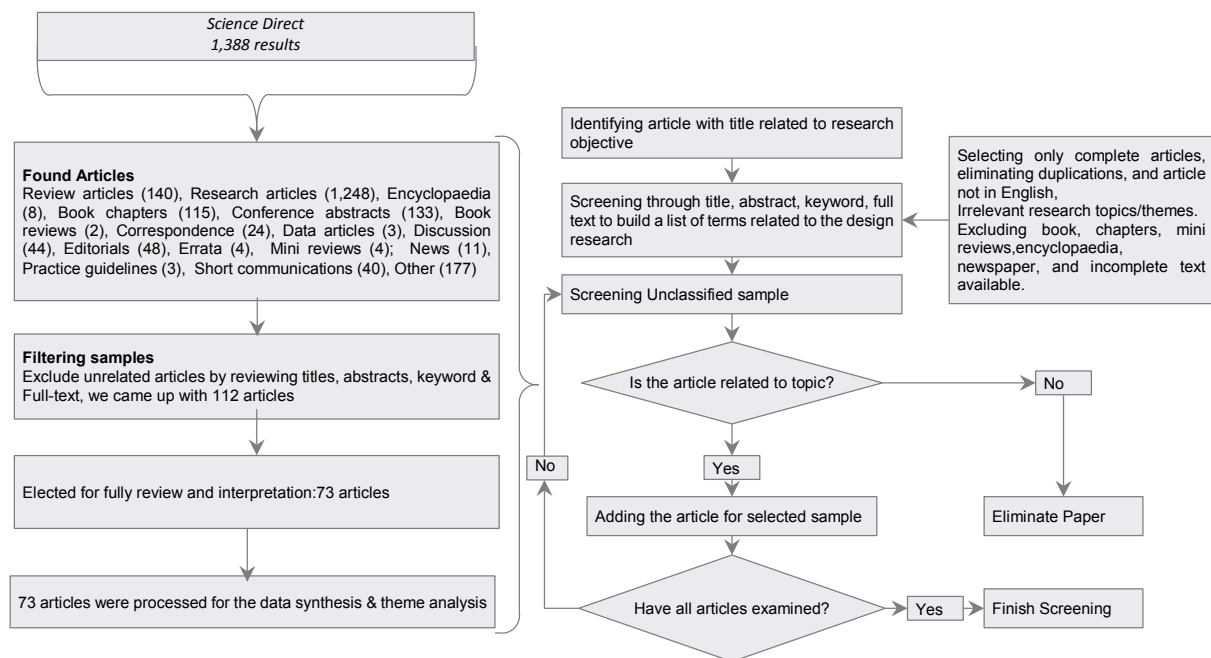 Science Direct
1,388 results
Found Articles
Review articles (140), Research articles (1,248), Encyclopaedia
(8), Book chapters (115), Conference abstracts (133), Book
reviews (2), Correspondence (24), Data articles (3), Discussion
(44), Editorials (48), Errata (4), Mini reviews (4); News (11),
Practice guidelines (3), Short communications (40), Other (177)
Filtering samples
Exclude unrelated articles by reviewing titles, abstracts, keyword &
Full-text, we came up with 112 articles
Elected for fully review and interpretation:73 articles
73 articles were processed for the data synthesis & theme analysis
Identifying article with title related to research
objective
Screening through title, abstract, keyword, full
text to build a list of terms related to the design
research
Selecting only complete articles,
eliminating duplications, and article
not in English,
Irrelevant research topics/themes.
Excluding book, chapters, mini
reviews,encyclopaedia,
newspaper, and incomplete text
available.
Screening Unclassified sample
Is the article related to topic?
No
Yes
No
Adding the article for selected sample
Eliminate Paper
Have all articles examined?
Yes
Finish Screening